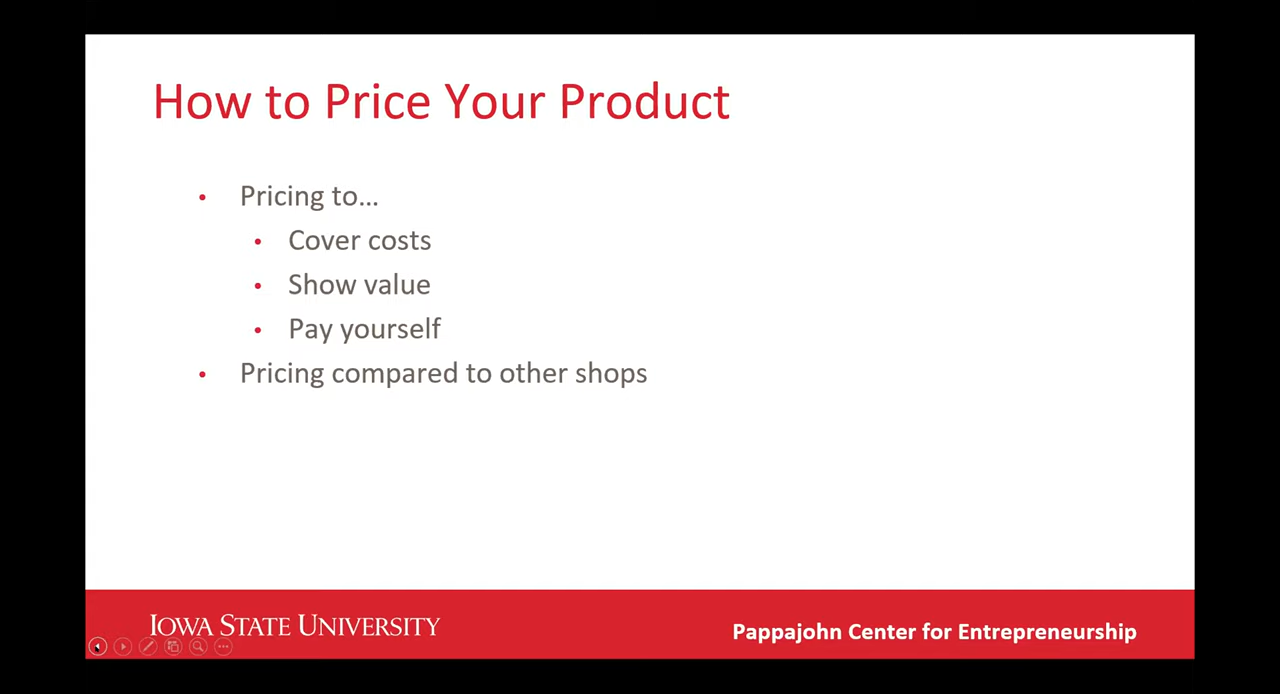 How to Price Your Product
• Pricing to...
• Cover costs
• Show value
• Pay yourself
• Pricing compared to other shops
IOWA STATE UNIVERSITY
Pappajohn Center for Entrepreneurship